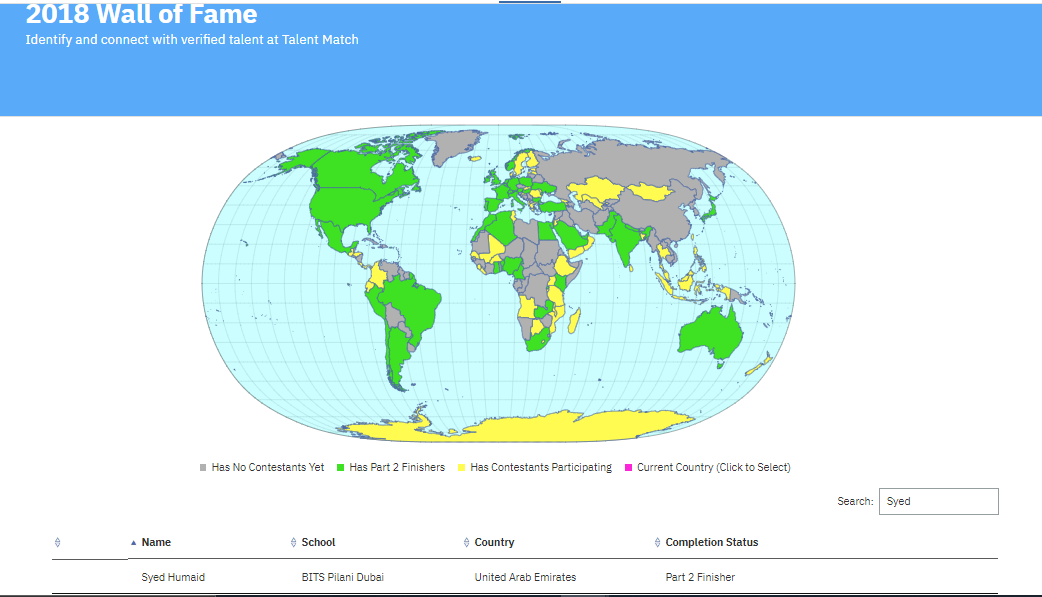 2018 Wall of Fame
Identify and connect with verified talent at Talent Match
Has No Contestants Yet Has Part 2 Finishers Has Contestants Participating Current Country (Click to Select)
Search: Syed
Name School Country Completion Status
Syed Humaid BITS Pilani Dubai United Arab Emirates Part 2 Finisher